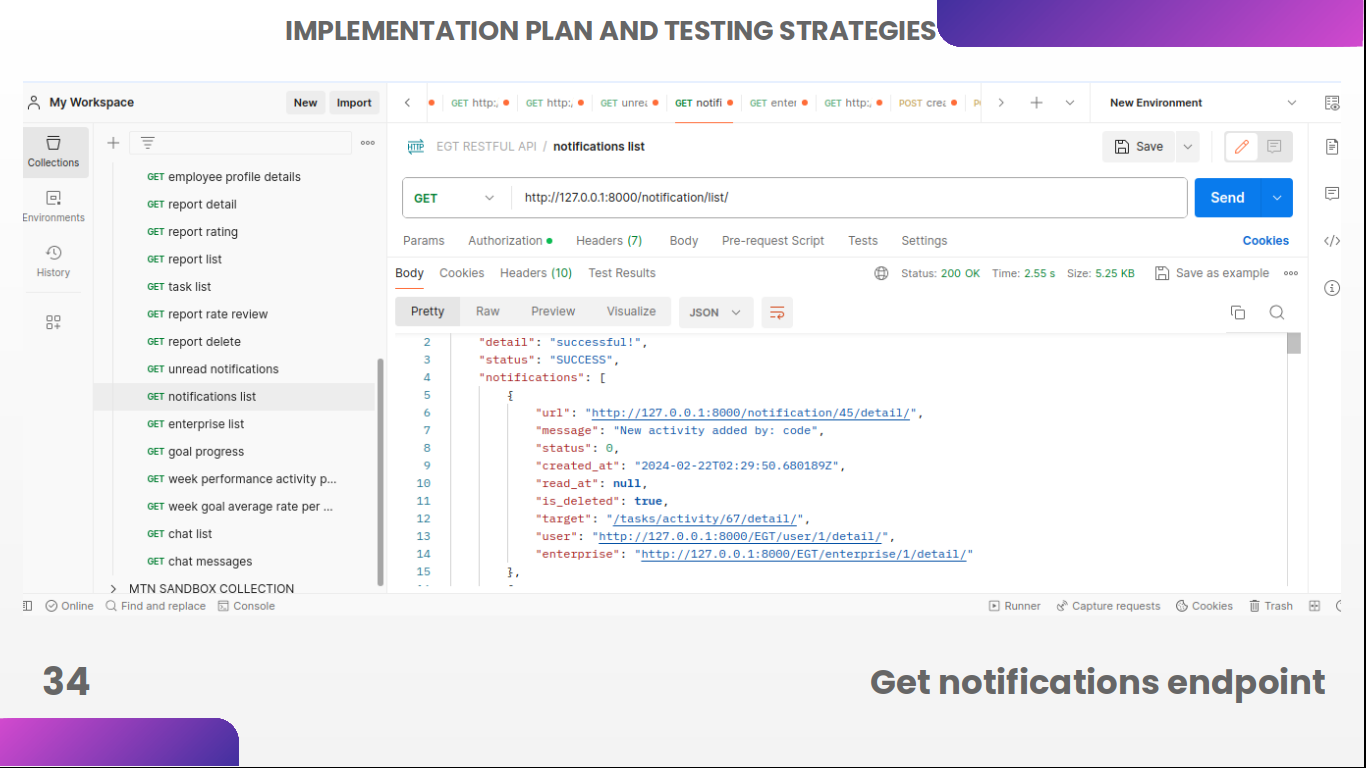 IMPLEMENTATION PLAN AND TESTING STRATEGIES
My Workspace
New
Import
GET http:,
GET http:,
GET unrea
GET notifi
GET enter
GET http:,
POST crea
New Environment
Collections
Environments
History
GET employee profile details
GET report detail
GET report rating
GET report list
GET task list
GET report rate review
GET report delete
GET unread notifications
GET notifications list
GET enterprise list
GET goal progress
GET week performance activity p...
GET week goal average rate per ...
GET chat list
GET chat messages
MTN SANDBOX COLLECTION
HTTP EGT RESTFUL API / notifications list
Save
GET http://127.0.0.1:8000/notification/list/
Send
Params Authorization Headers (7) Body Pre-request Script Tests Settings Cookies
Body Cookies Headers (10) Test Results Status: 200 OK Time: 2.55 s Size: 5.25 KB Save as example
Pretty Raw Preview Visualize JSON
2 "detail": "successful!",
3 "status": "SUCCESS",
4 "notifications": [
5 {
6 "url": "http://127.0.0.1:8000/notification/45/detail/",
7 "message": "New activity added by: code",
8 "status": 0,
9 "created_at": "2024-02-22T02:29:50.680189Z",
10 "read_at": null,
11 "is_deleted": true,
12 "target": "/tasks/activity/67/detail/",
13 "user": "http://127.0.0.1:8000/EGT/user/1/detail/",
14 "enterprise": "http://127.0.0.1:8000/EGT/enterprise/1/detail/"
15 },
Online Find and replace Console Runner Capture requests Cookies Trash
34
Get notifications endpoint